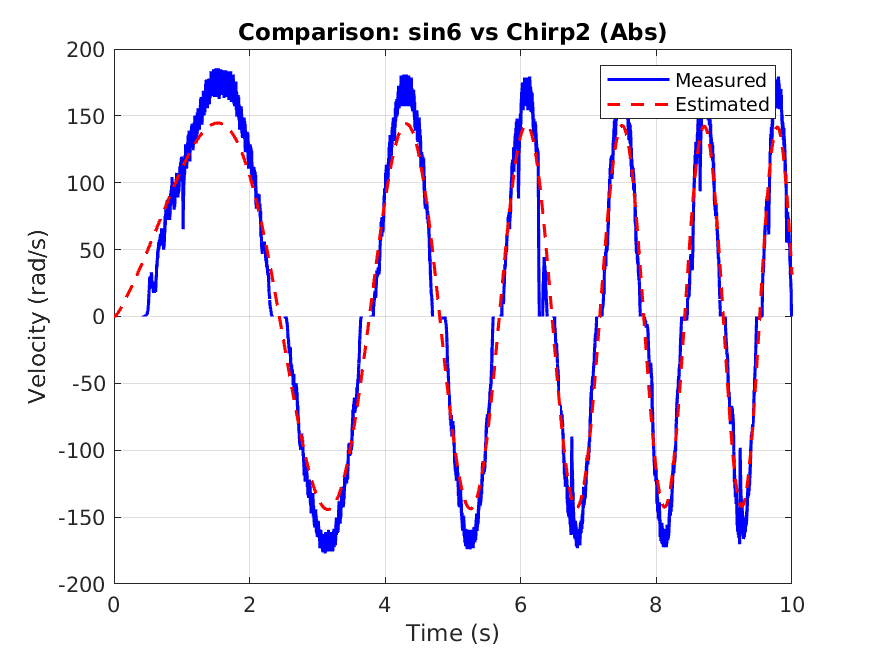 Comparison: sin6 vs Chirp2 (Abs)
Measured
Estimated
Velocity (rad/s)
200
150
100
50
0
-50
-100
-150
-200
0 2 4 6 8 10
Time (s)